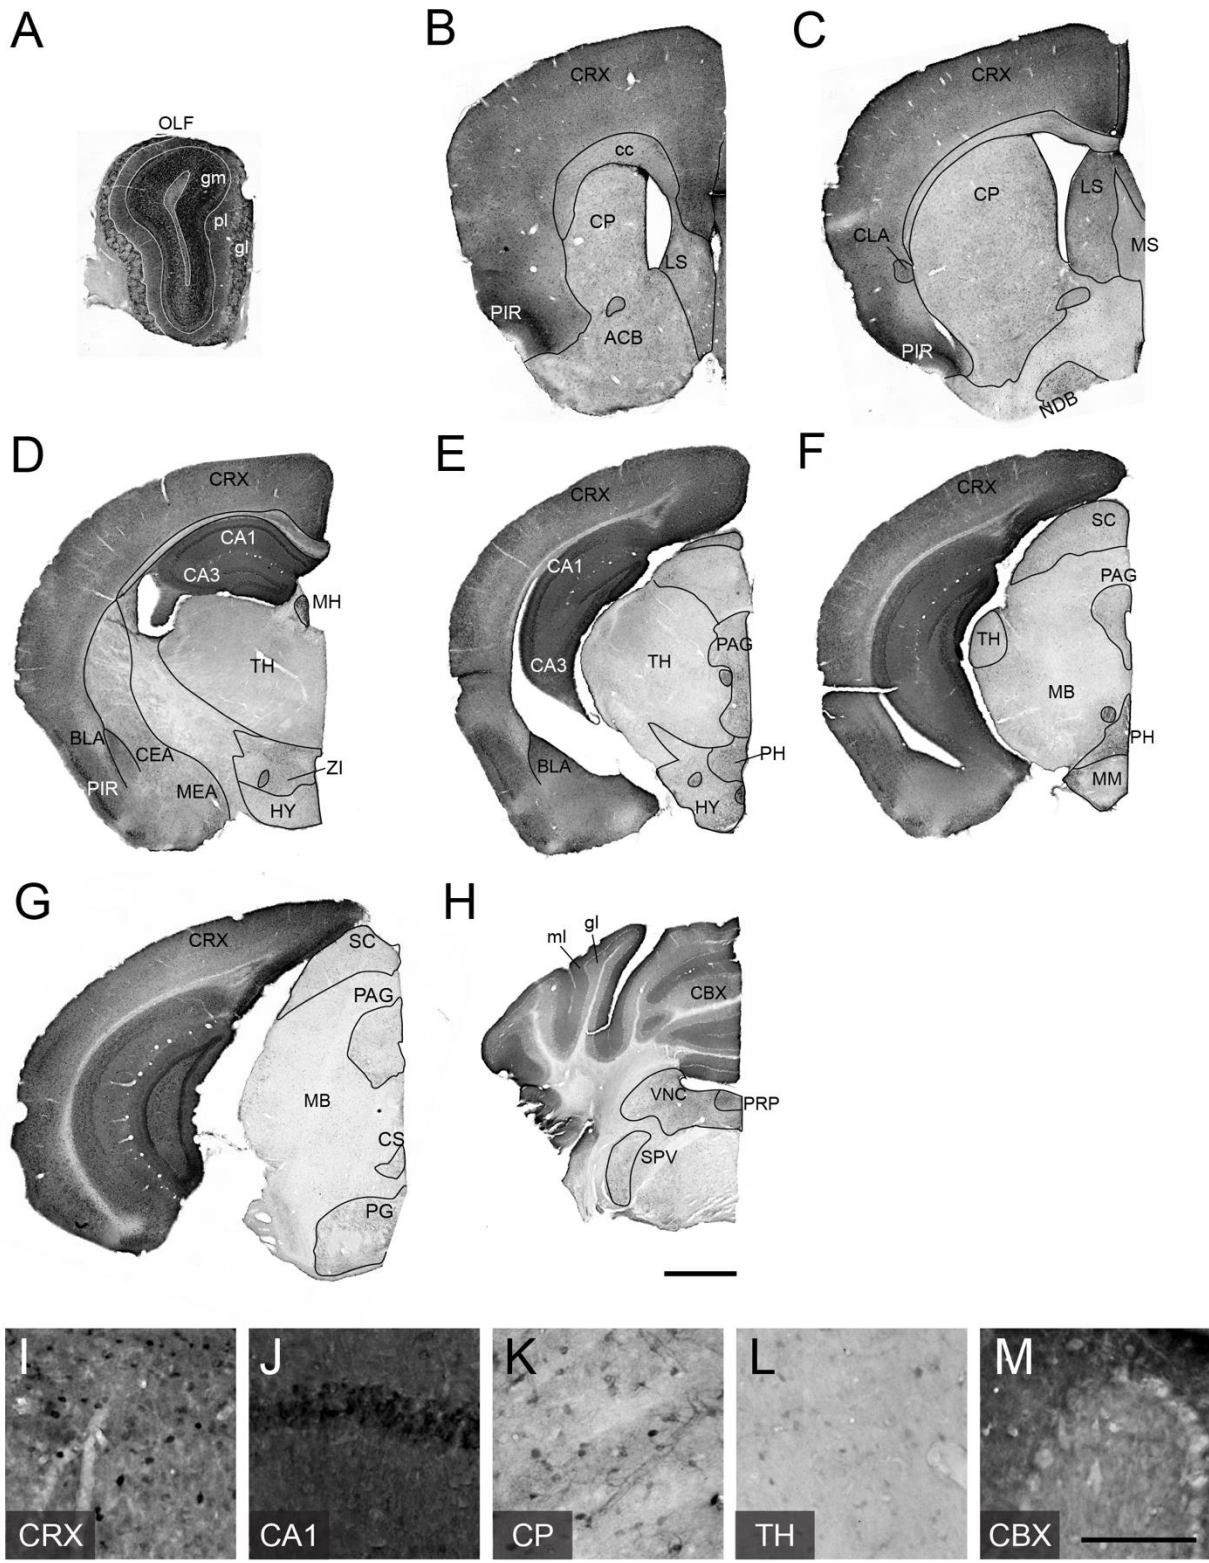 A
B
C
OLF
gm
pl
gl
CRX
cc
CP
LS
PIR
ACB
CRX
CP
LS
CLA
MS
PIR
NDB
D
E
F
CRX
CA1
CA3
MH
TH
BLA
CEA
ZI
PIR
MEA
HY
CRX
CA1
PAG
CA3
TH
PH
BLA
HY
CRX
SC
PAG
TH
MB
PH
MM
G
H
CRX
SC
PAG
MB
CS
PG
ml
gl
CBX
VNC
PRP
SPV
I
J
K
L
M
CRX
CA1
CP
TH
CBX